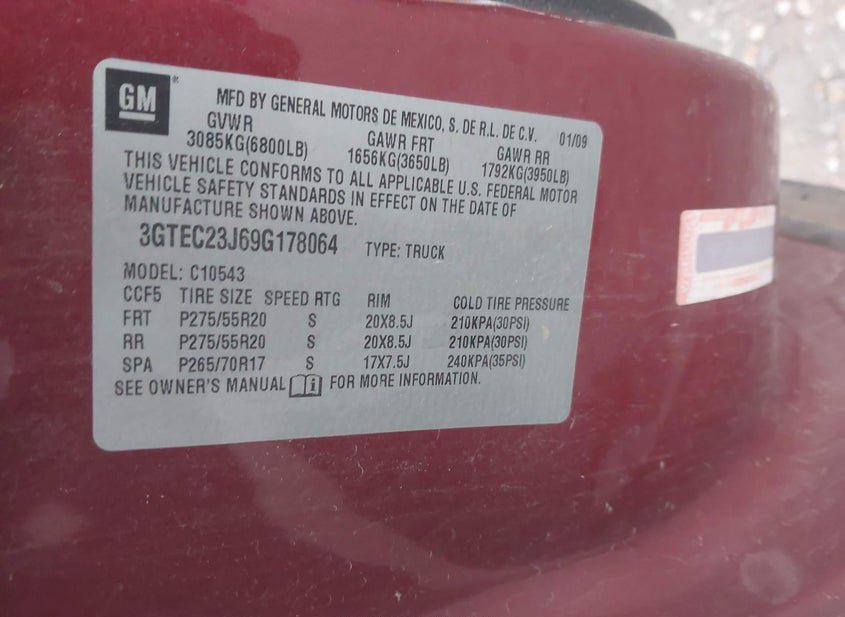 GM ®
MFD BY GENERAL MOTORS DE MEXICO, S. DE R.L. DE C.V. 01/09
GVWR GAWR FRT GAWR RR
3085KG(6800LB) 1656KG(3650LB) 1792KG(3950LB)
THIS VEHICLE CONFORMS TO ALL APPLICABLE U.S. FEDERAL MOTOR
VEHICLE SAFETY STANDARDS IN EFFECT ON THE DATE OF
MANUFACTURE SHOWN ABOVE.
3GTEC23J69G178064 TYPE: TRUCK
MODEL: C10543
CCF5 TIRE SIZE SPEED RTG RIM COLD TIRE PRESSURE
FRT P275/55R20 S 20X8.5J 210KPA(30PSI)
RR P275/55R20 S 20X8.5J 210KPA(30PSI)
SPA P265/70R17 S 17X7.5J 240KPA(35PSI)
SEE OWNER'S MANUAL i FOR MORE INFORMATION.